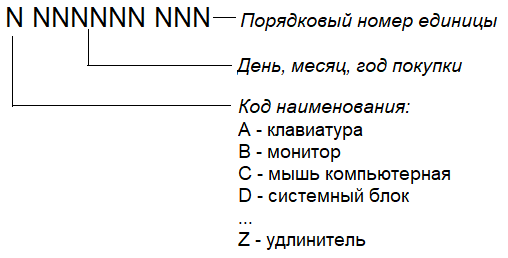 N NNNNNN NNN Порядковый номер единицы
День, месяц, год покупки
Код наименования:
A - клавиатура
B - монитор
C - мышь компьютерная
D - системный блок
...
Z - удлинитель